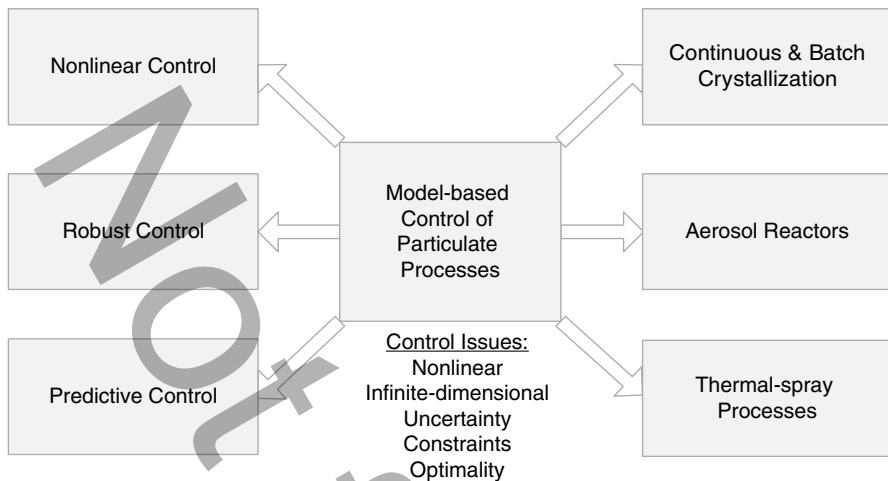 Nonlinear Control
Continuous & Batch
Crystallization
Model-based
Control of
Particulate
Processes
Robust Control
Aerosol Reactors
Predictive Control
Control Issues:
Nonlinear
Infinite-dimensional
Uncertainty
Constraints
Optimality
Thermal-spray
Processes
Not